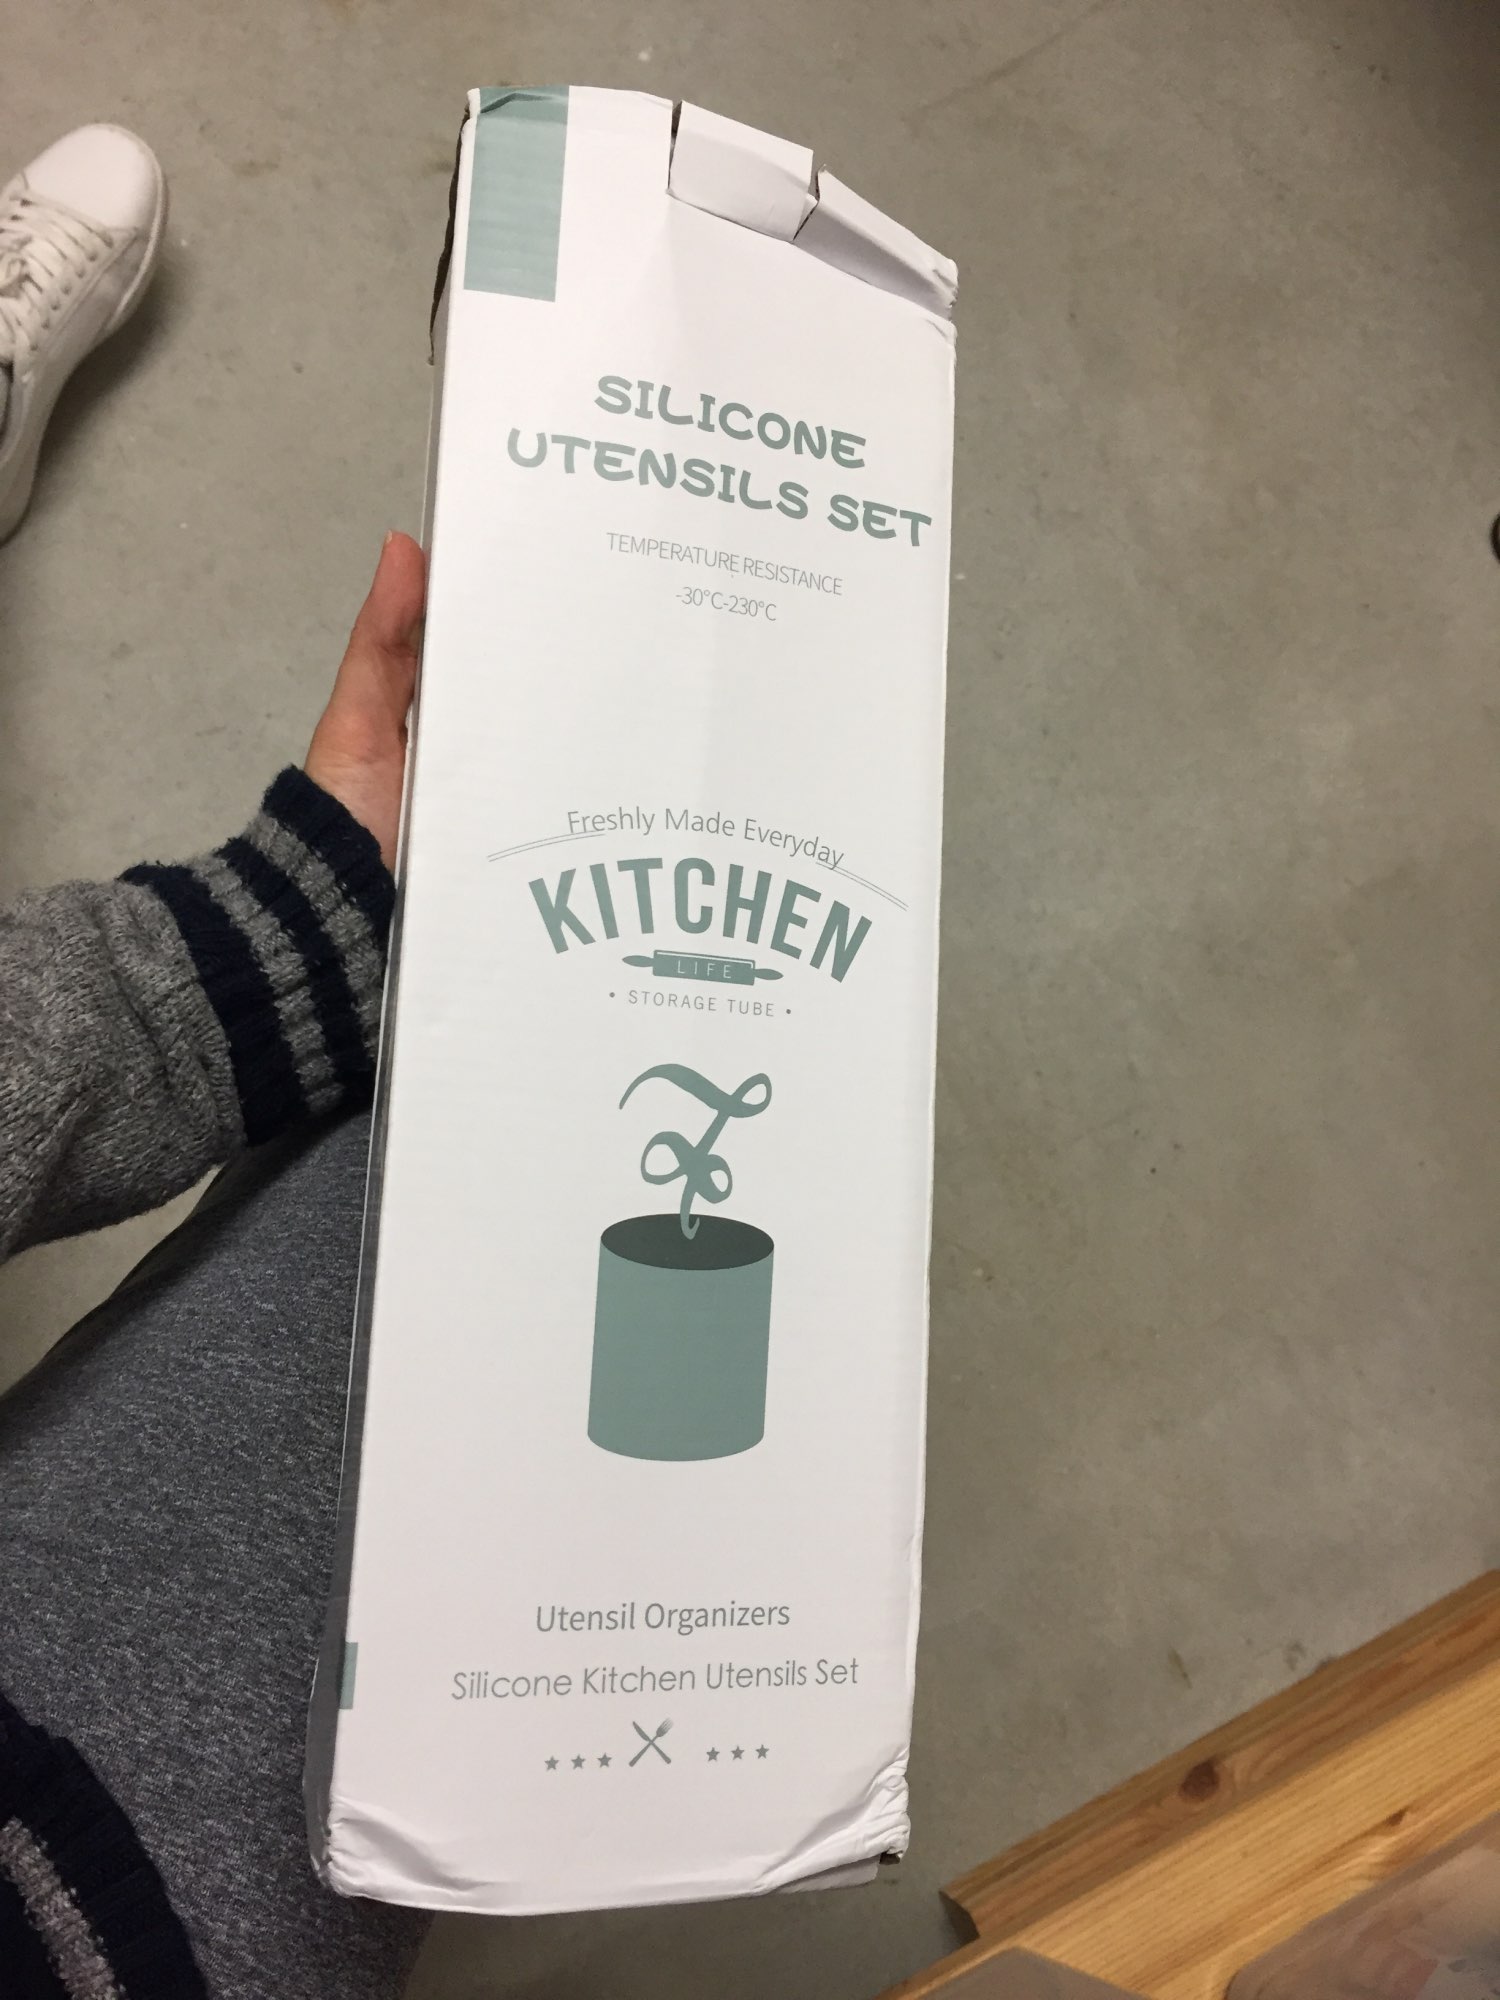 SILICONE
UTENSILS SET
TEMPERATURE RESISTANCE
-30°C-230°C
Freshly Made Everyday
KITCHEN
LIFE
• STORAGE TUBE •
Utensil Organizers
Silicone Kitchen Utensils Set